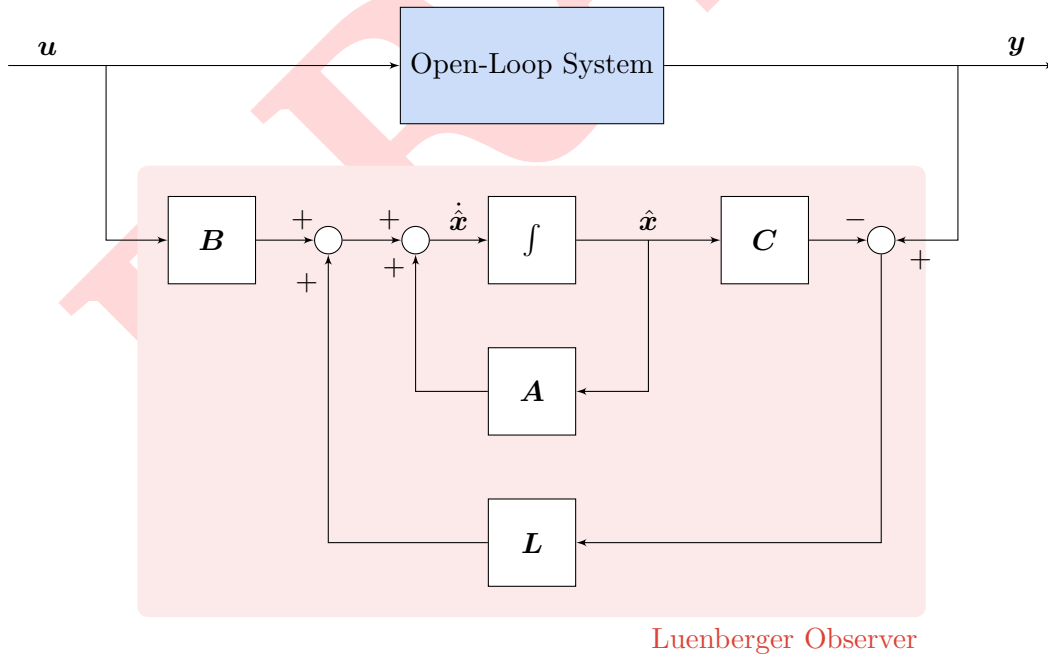 u
Open-Loop System
y
B
+
+
+
+
ẋ̂
∫
x̂
C
−
+
A
L
Luenberger Observer